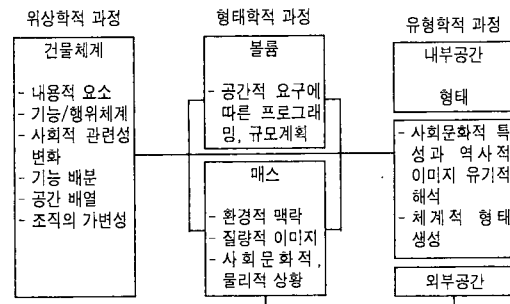 위상학적 과정
건물체계
- 내용적 요소
- 기능/행위체계
- 사회적 관련성
변화
- 기능 배분
- 공간 배열
- 조직의 가변성
형태학적 과정
볼륨
- 공간적 요구에
따른 프로그래
밍, 규모계획
매스
- 환경적 맥락
- 질량적 이미지
- 사회문화적,
물리적 상황
유형학적 과정
내부공간
형태
- 사회문화적 특
성과 역사적
이미지 유기적
해석
- 체계적 형태
생성
외부공간